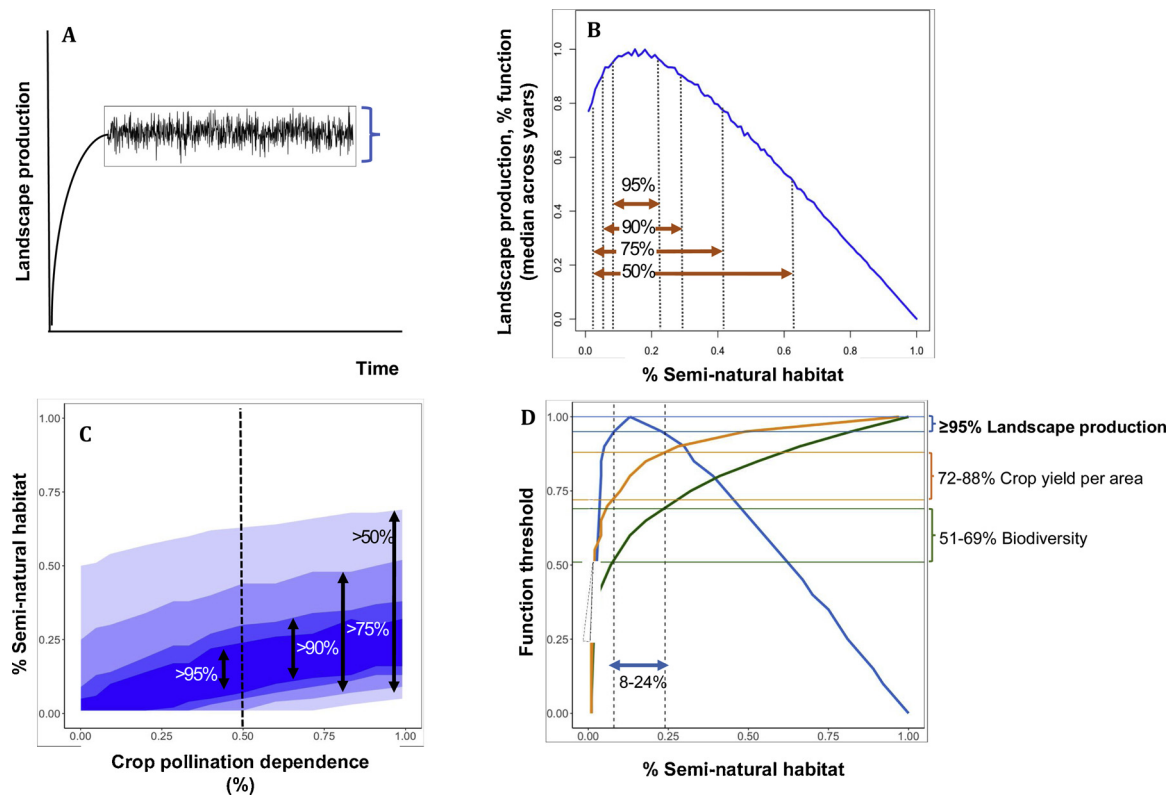 A
Landscape production
Time
B
Landscape production, % function
(median across years)
1.0
0.8
0.6
0.4
0.2
0.0
95%
90%
75%
50%
0.0 0.2 0.4 0.6 0.8 1.0
% Semi-natural habitat
C
% Semi-natural habitat
1.00
0.75
0.50
0.25
0.00
>50%
>75%
>90%
>95%
0.00 0.25 0.50 0.75 1.00
Crop pollination dependence
(%)
D
Function threshold
1.00
0.75
0.50
0.25
0.00
≥95% Landscape production
72-88% Crop yield per area
51-69% Biodiversity
8-24%
0.00 0.25 0.50 0.75 1.00
% Semi-natural habitat